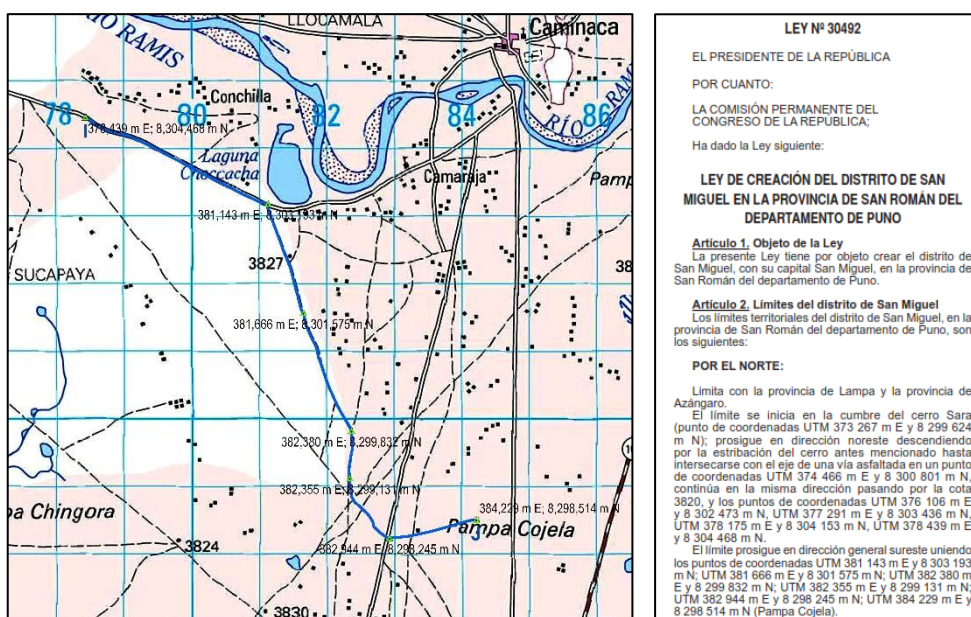 LLOCAMALA
Caminaca
RIO RAMIS
78
80
82
84
86
Conchilla
RÍO
RAM
378,439 m E; 8,304,468 m N
Laguna
Choccacha
Camaraja
Pamp
381,143 m E; 8,303,193 m N
3827
38
SUCAPAYA
381,666 m E; 8,301,575 m N
382,380 m E; 8,299,832 m N
382,355 m E; 8,299,131 m N
384,229 m E; 8,298,514 m N
pa Chingora
Pampa Cojela
382,944 m E; 8,298,245 m N
3824
3830
LEY Nº 30492
EL PRESIDENTE DE LA REPÚBLICA
POR CUANTO:
LA COMISIÓN PERMANENTE DEL
CONGRESO DE LA REPÚBLICA;
Ha dado la Ley siguiente:
LEY DE CREACIÓN DEL DISTRITO DE SAN
MIGUEL EN LA PROVINCIA DE SAN ROMÁN DEL
DEPARTAMENTO DE PUNO
Artículo 1. Objeto de la Ley
La presente Ley tiene por objeto crear el distrito de
San Miguel, con su capital San Miguel, en la provincia de
San Román del departamento de Puno.
Artículo 2. Límites del distrito de San Miguel
Los límites territoriales del distrito de San Miguel, en la
provincia de San Román del departamento de Puno, son
los siguientes:
POR EL NORTE:
Limita con la provincia de Lampa y la provincia de
Azángaro.
El límite se inicia en la cumbre del cerro Sara
(punto de coordenadas UTM 373 267 m E y 8 299 624
m N); prosigue en dirección noreste descendiendo
por la estribación del cerro antes mencionado hasta
intersecarse con el eje de una vía asfaltada en un punto
de coordenadas UTM 374 466 m E y 8 300 801 m N,
continúa en la misma dirección pasando por la cota
3820, y los puntos de coordenadas UTM 376 106 m E
y 8 302 473 m N, UTM 377 291 m E y 8 303 436 m N,
UTM 378 175 m E y 8 304 153 m N, UTM 378 439 m E
y 8 304 468 m N.
El límite prosigue en dirección general sureste uniendo
los puntos de coordenadas UTM 381 143 m E y 8 303 193
m N; UTM 381 666 m E y 8 301 575 m N; UTM 382 380 m
E y 8 299 832 m N; UTM 382 355 m E y 8 299 131 m N;
UTM 382 944 m E y 8 298 245 m N; UTM 384 229 m E y
8 298 514 m N (Pampa Cojela).